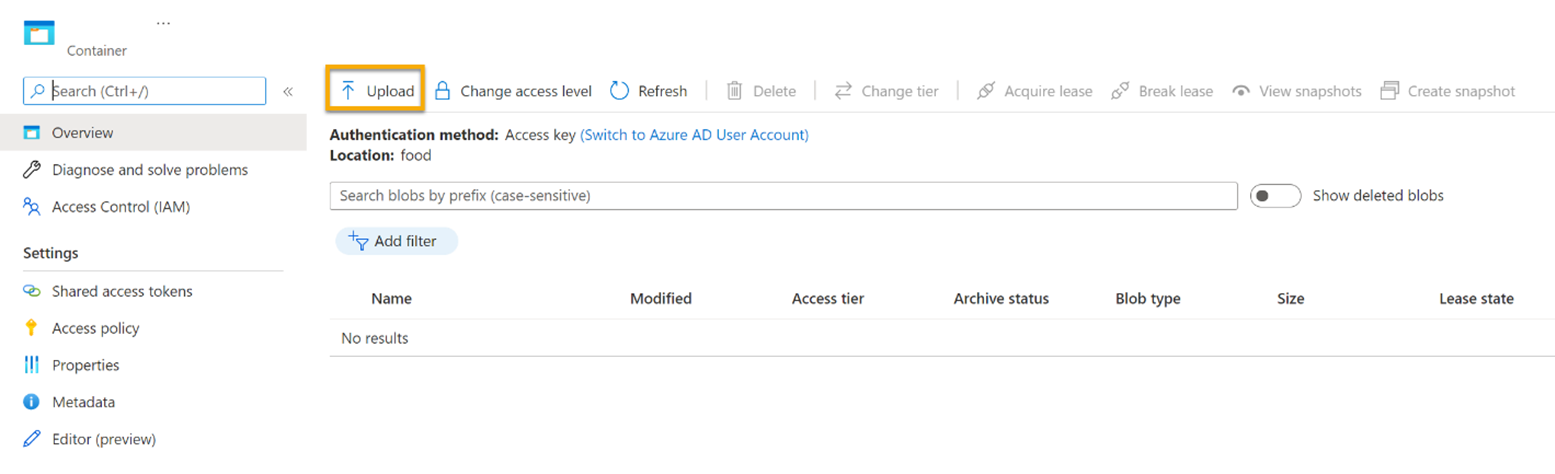 ...
Container
Search (Ctrl+/)
«
Upload Change access level Refresh Delete Change tier Acquire lease Break lease View snapshots Create snapshot
Overview
Authentication method: Access key (Switch to Azure AD User Account)
Location: food
Diagnose and solve problems
Search blobs by prefix (case-sensitive) Show deleted blobs
Access Control (IAM)
Add filter
Settings
Shared access tokens
Name Modified Access tier Archive status Blob type Size Lease state
Access policy
No results
Properties
Metadata
Editor (preview)